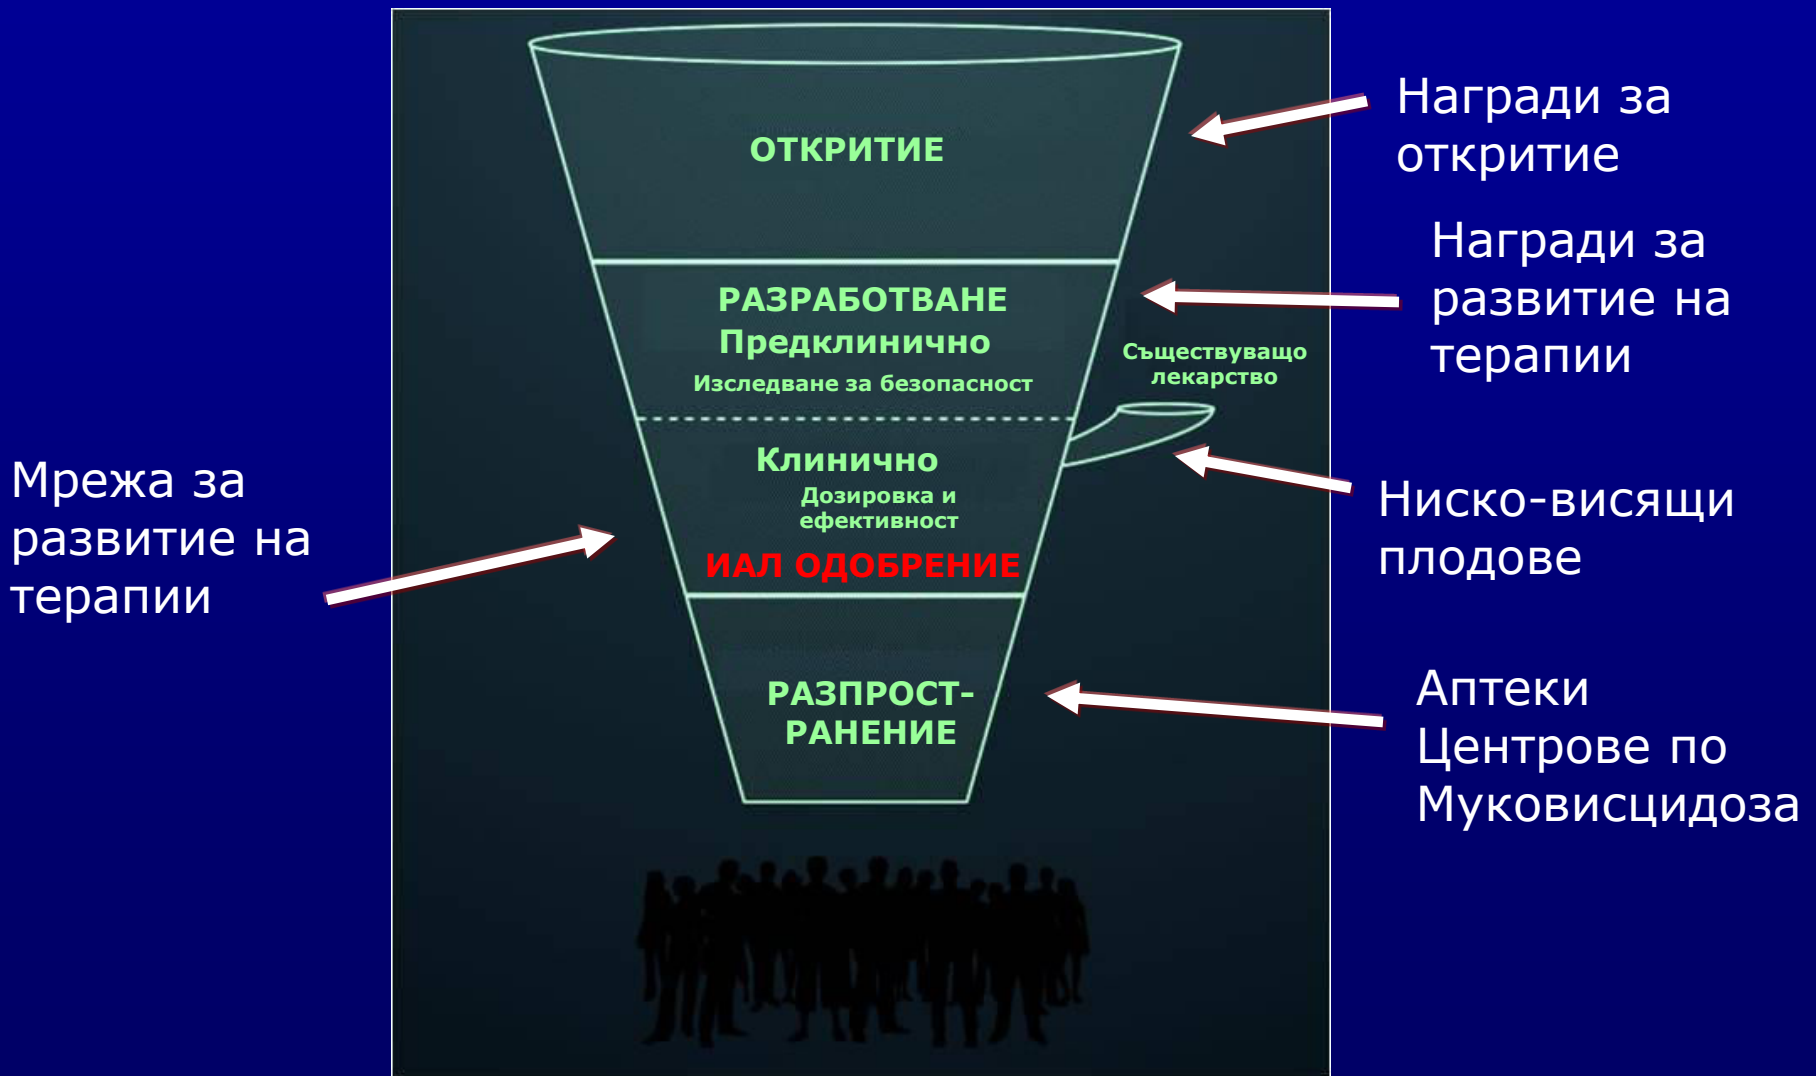 ОТКРИТИЕ
Награди за
откритие
РАЗРАБОТВАНЕ
Предклинично
Изследване за безопасност
Награди за
развитие на
терапии
Съществуващо
лекарство
Клинично
Дозировка и
ефективност
ИАЛ ОДОБРЕНИЕ
Мрежа за
развитие на
терапии
Ниско-висящи
плодове
РАЗПРОСТ-
РАНЕНИЕ
Аптеки
Центрове по
Муковисцидоза